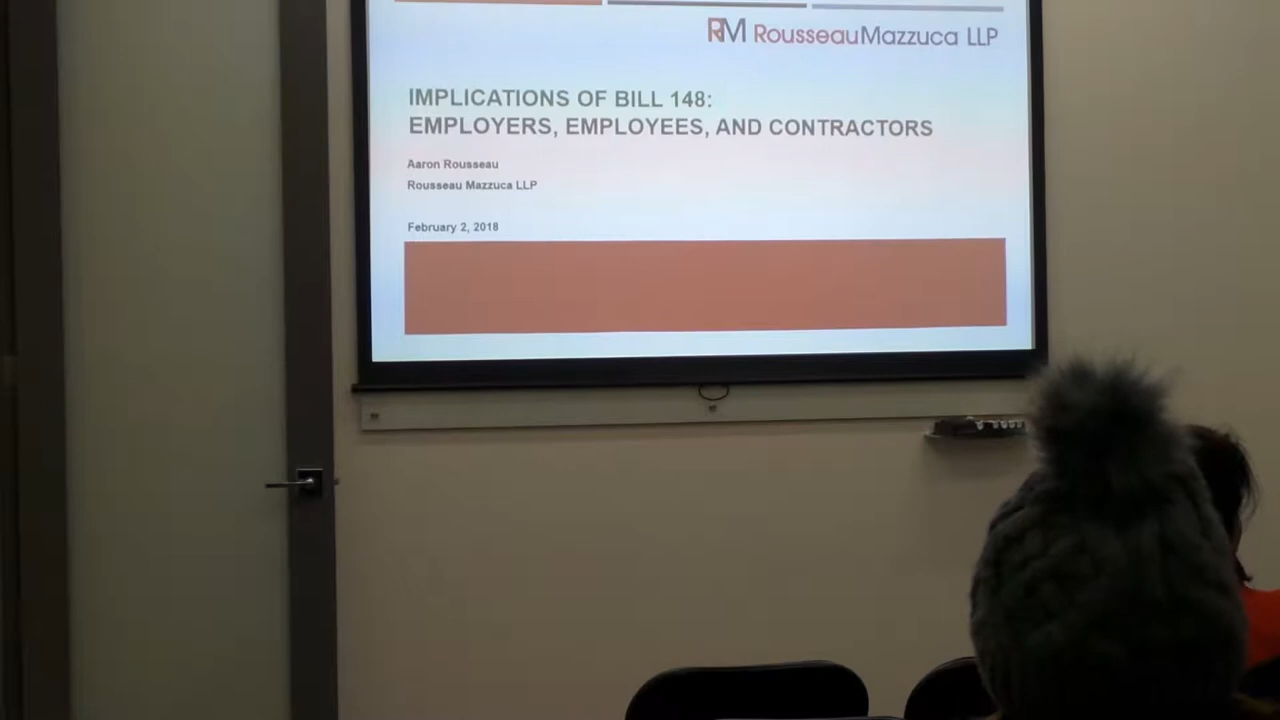 RM RousseauMazzuca LLP
IMPLICATIONS OF BILL 148:
EMPLOYERS, EMPLOYEES, AND CONTRACTORS
Aaron Rousseau
Rousseau Mazzuca LLP
February 2, 2018